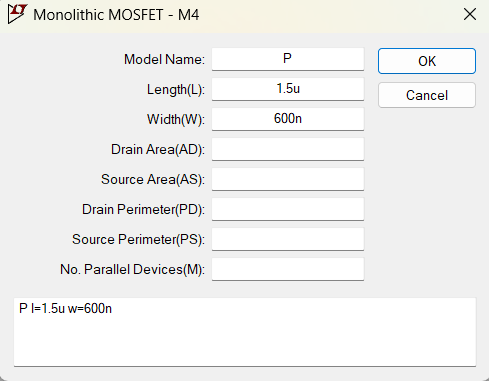 Monolithic MOSFET - M4
Model Name: P
OK
Length(L): 1.5u
Cancel
Width(W): 600n
Drain Area(AD):
Source Area(AS):
Drain Perimeter(PD):
Source Perimeter(PS):
No. Parallel Devices(M):
P l=1.5u w=600n